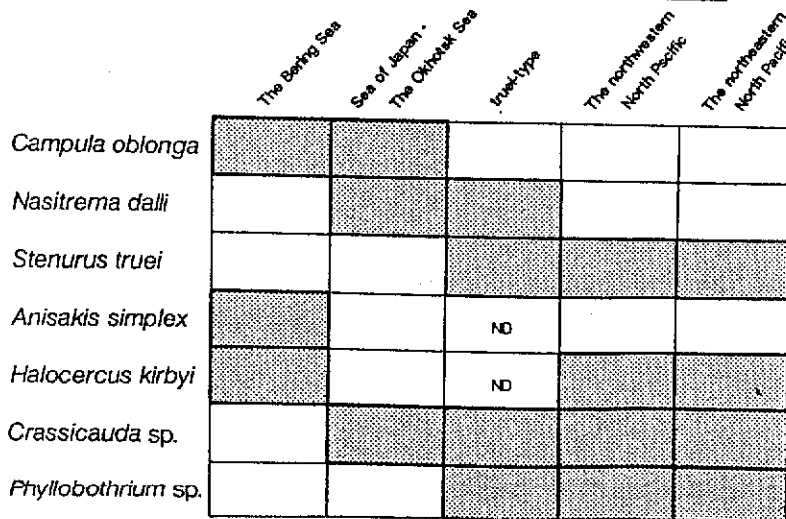 The Bering Sea
Sea of Japan ·
The Okhotsk Sea
truei-type
The northwestern
North Pscific
The northeastern
North Pacific
Campula oblonga
Nasitrema dalli
Stenurus truei
Anisakis simplex
ND
Halocercus kirbyi
ND
Crassicauda sp.
Phyllobothrium sp.